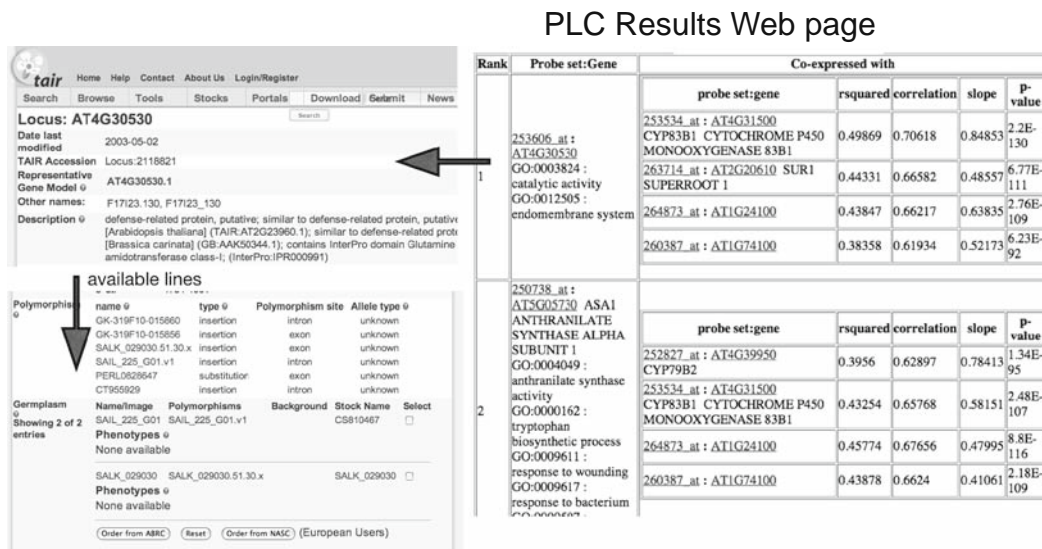 PLC Results Web page
tair
Home Help Contact About Us Login/Register
Search Browse Tools Stocks Portals Download Submit News
Search
Locus: AT4G30530
Date last modified 2003-05-02
TAIR Accession Locus:2118821
Representative Gene Model AT4G30530.1
Other names: F17I23.130, F17I23_130
Description defense-related protein, putative; similar to defense-related protein, putative
[Arabidopsis thaliana] (TAIR:AT2G23960.1); similar to defense-related prote
[Brassica carinata] (GB:AAK50344.1); contains InterPro domain Glutamine
amidotransferase class-I; (InterPro:IPR000991)
available lines
Polymorphism
name type Polymorphism site Allele type
GK-319F10-015860 insertion intron unknown
GK-319F10-015856 insertion exon unknown
SALK_029030.51.30.x insertion exon unknown
SAIL_225_G01.v1 insertion intron unknown
PERL0828647 substitution exon unknown
CT955929 insertion intron unknown
Germplasm
Showing 2 of 2
entries
Name/Image Polymorphisms Background Stock Name Select
SAIL_225_G01 SAIL_225_G01.v1 CS810467
Phenotypes
None available
SALK_029030 SALK_029030.51.30.x SALK_029030
Phenotypes
None available
Order from ABRC Reset Order from NASC (European Users)
Rank Probe set:Gene Co-expressed with
1
253606_at :
AT4G30530
GO:0003824 :
catalytic activity
GO:0012505 :
endomembrane system
probe set:gene rsquared correlation slope p-value
253534_at : AT4G31500
CYP83B1 CYTOCHROME P450
MONOOXYGENASE 83B1
0.49869 0.70618 0.84853 2.2E-130
263714_at : AT2G20610 SUR1
SUPERROOT 1
0.44331 0.66582 0.48557 6.77E-111
264873_at : AT1G24100 0.43847 0.66217 0.63835 2.76E-109
260387_at : AT1G74100 0.38358 0.61934 0.52173 6.23E-92
2
250738_at :
AT5G05730 ASA1
ANTHRANILATE
SYNTHASE ALPHA
SUBUNIT 1
GO:0004049 :
anthranilate synthase
activity
GO:0000162 :
tryptophan
biosynthetic process
GO:0009611 :
response to wounding
GO:0009617 :
response to bacterium
probe set:gene rsquared correlation slope p-value
252827_at : AT4G39950
CYP79B2
0.3956 0.62897 0.78413 1.34E-95
253534_at : AT4G31500
CYP83B1 CYTOCHROME P450
MONOOXYGENASE 83B1
0.43254 0.65768 0.58151 2.48E-107
264873_at : AT1G24100 0.45774 0.67656 0.47995 8.8E-116
260387_at : AT1G74100 0.43878 0.6624 0.41061 2.18E-109